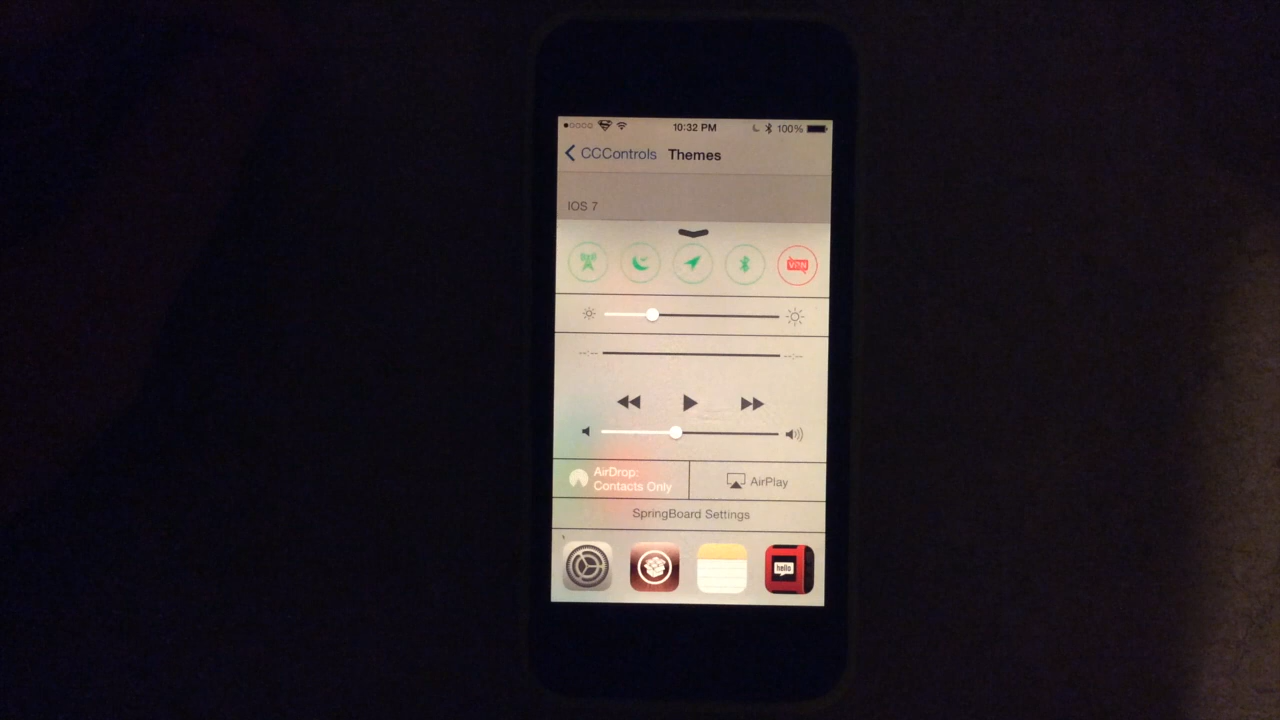 10:32 PM
100%
CCControls Themes
IOS 7
VPN
--:--
--:--
AirDrop:
Contacts Only
AirPlay
SpringBoard Settings
hello